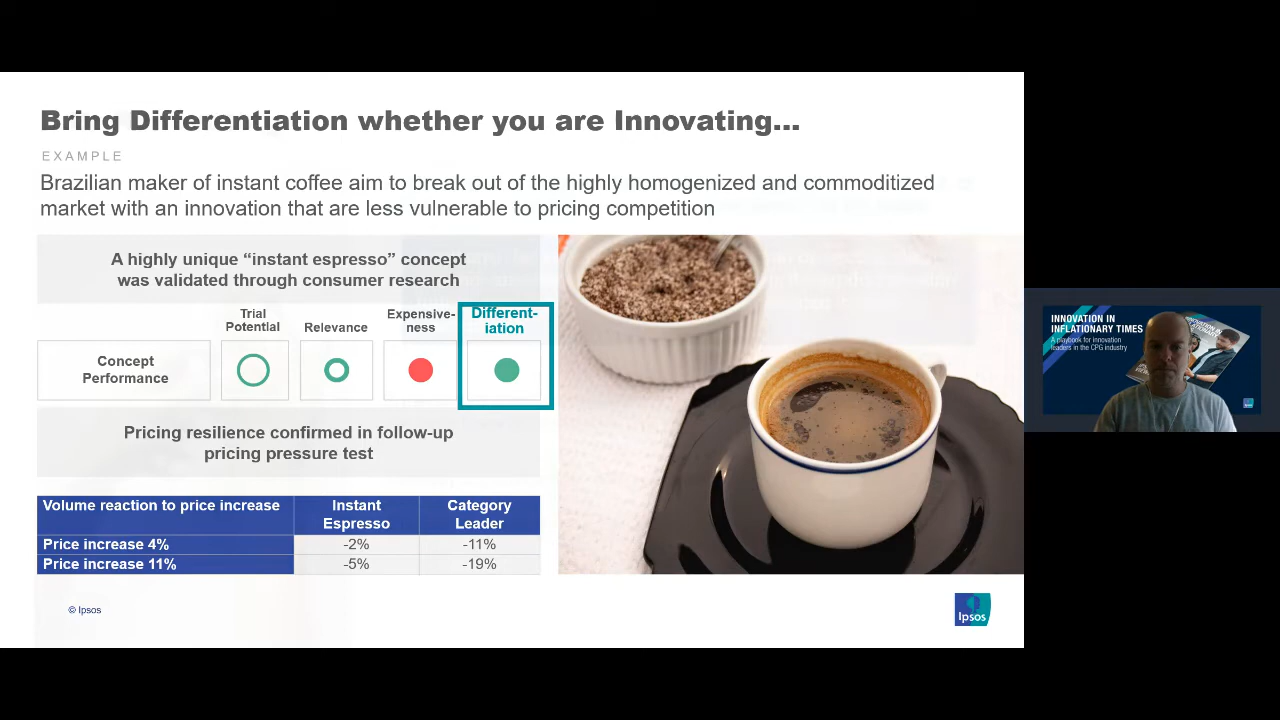 Bring Differentiation whether you are Innovating...
EXAMPLE
Brazilian maker of instant coffee aim to break out of the highly homogenized and commoditized
market with an innovation that are less vulnerable to pricing competition
A highly unique “instant espresso” concept
was validated through consumer research
Trial
Potential
Relevance
Expensive-
ness
Different-
iation
Concept
Performance
Pricing resilience confirmed in follow-up
pricing pressure test
Volume reaction to price increase
Instant
Espresso
Category
Leader
Price increase 4%
-2%
-11%
Price increase 11%
-5%
-19%
© Ipsos
Ipsos
INNOVATION IN
INFLATIONARY TIMES
A playbook for innovation
leaders in the CPG industry